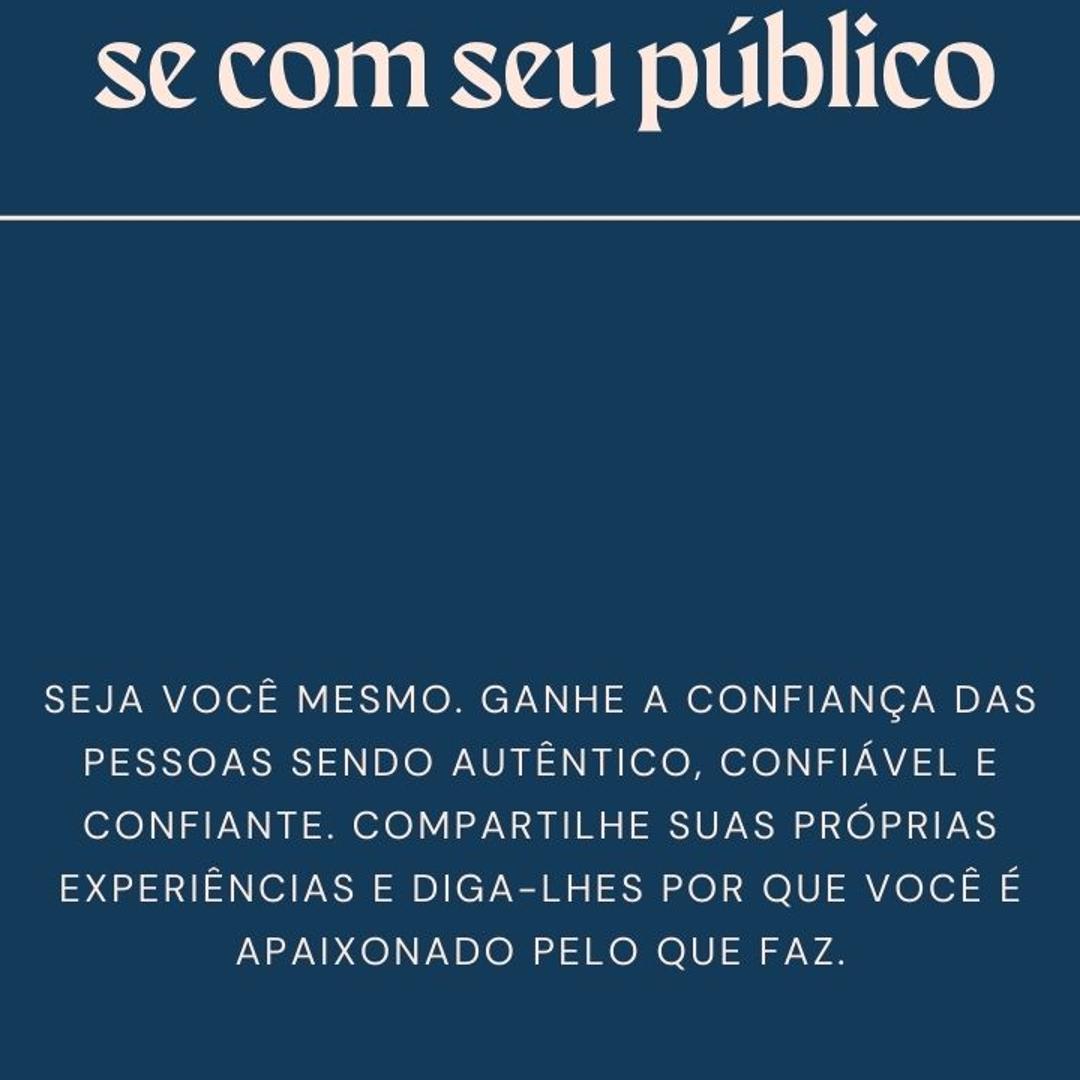 se com seu público
SEJA VOCÊ MESMO. GANHE A CONFIANÇA DAS
PESSOAS SENDO AUTÊNTICO, CONFIÁVEL E
CONFIANTE. COMPARTILHE SUAS PRÓPRIAS
EXPERIÊNCIAS E DIGA-LHES POR QUE VOCÊ É
APAIXONADO PELO QUE FAZ.